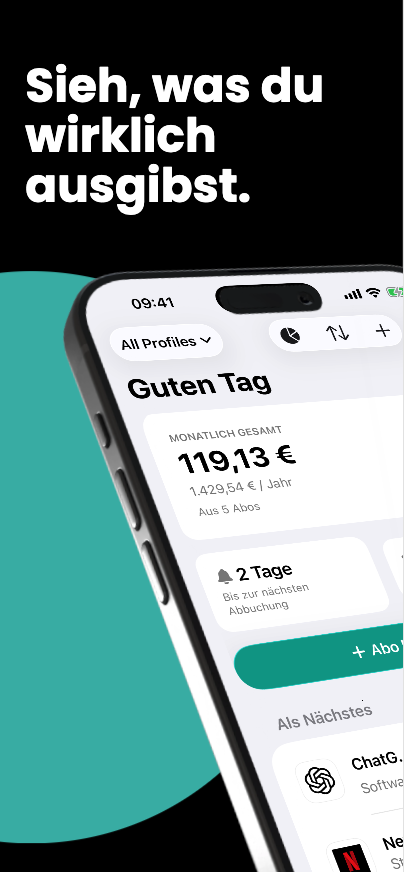 Sieh, was du
wirklich
ausgibst.
09:41
All Profiles
Guten Tag
MONATLICH GESAMT
119,13 €
1.429,54 € / Jahr
Aus 5 Abos
2 Tage
Bis zur nächsten
Abbuchung
+ Abo
Als Nächstes
ChatG..
Softwa
N
Ne